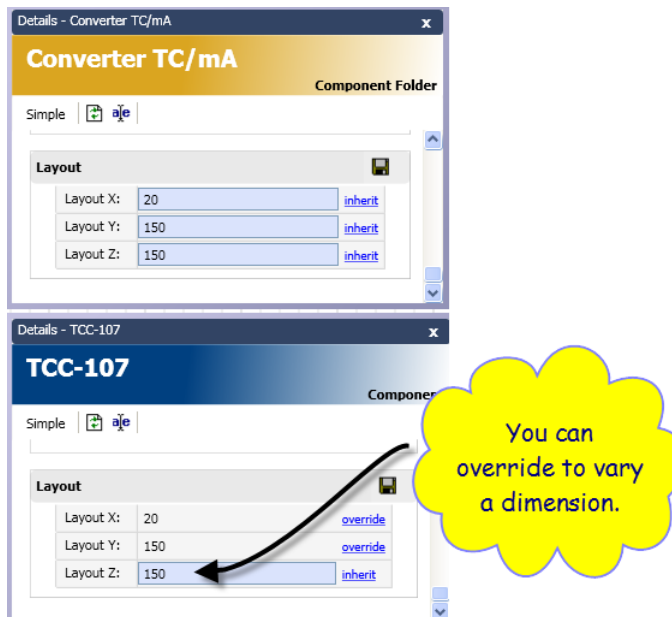 Details - Converter TC/mA x
Converter TC/mA
Component Folder
Simple a e
Layout
Layout X: 20 inherit
Layout Y: 150 inherit
Layout Z: 150 inherit
Details - TCC-107 x
TCC-107
Component
Simple a e
Layout
Layout X: 20 override
Layout Y: 150 override
Layout Z: 150 inherit
You can
override to vary
a dimension.